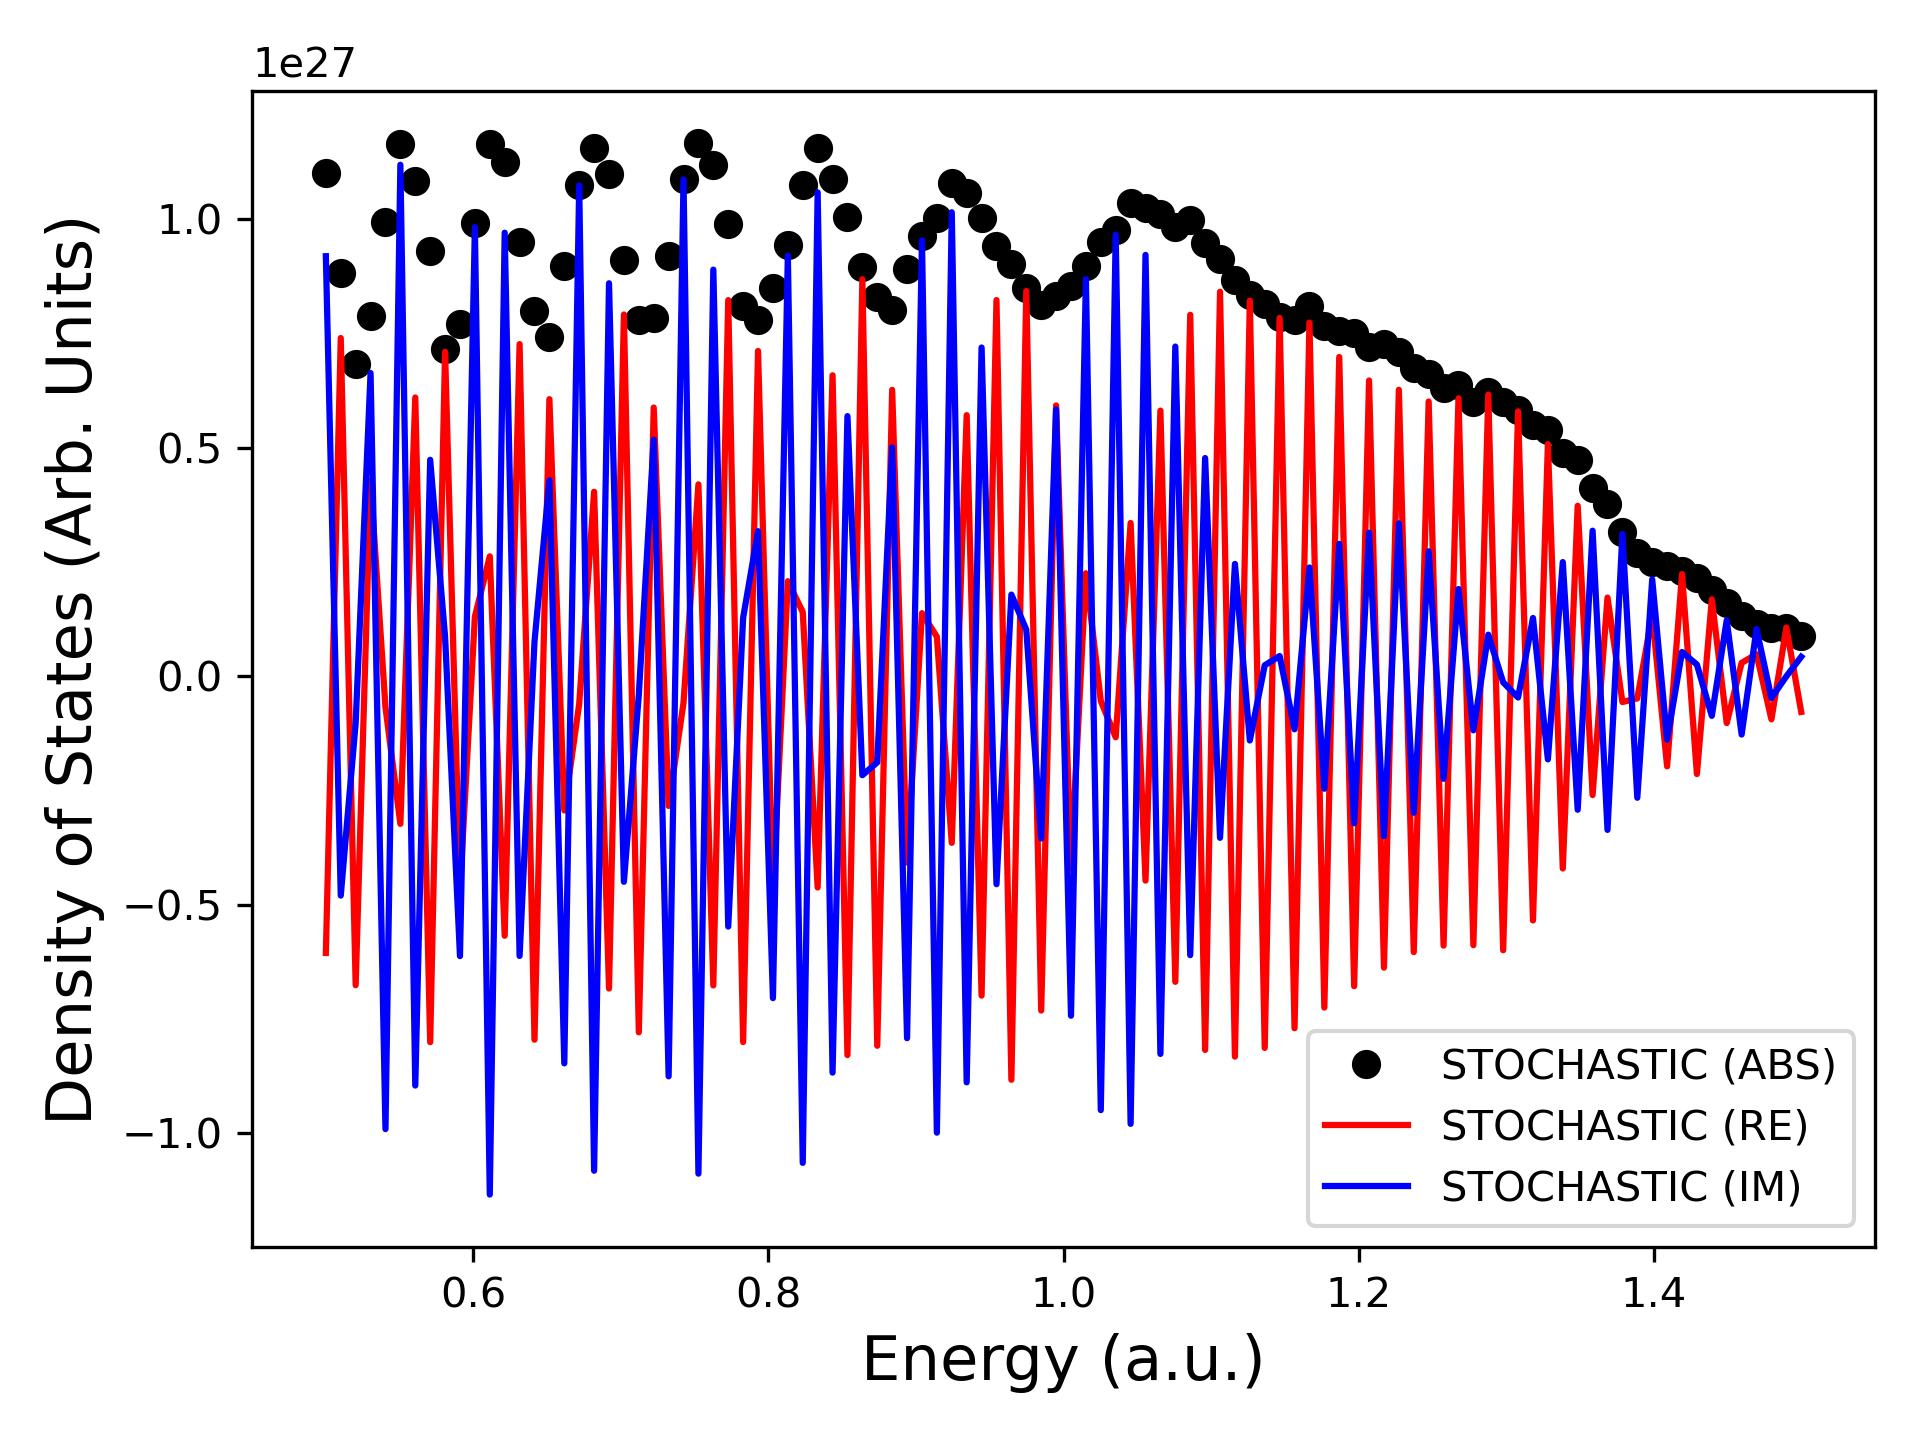 1e27
Density of States (Arb. Units)
1.0
0.5
0.0
−0.5
−1.0
STOCHASTIC (ABS)
STOCHASTIC (RE)
STOCHASTIC (IM)
0.6 0.8 1.0 1.2 1.4
Energy (a.u.)